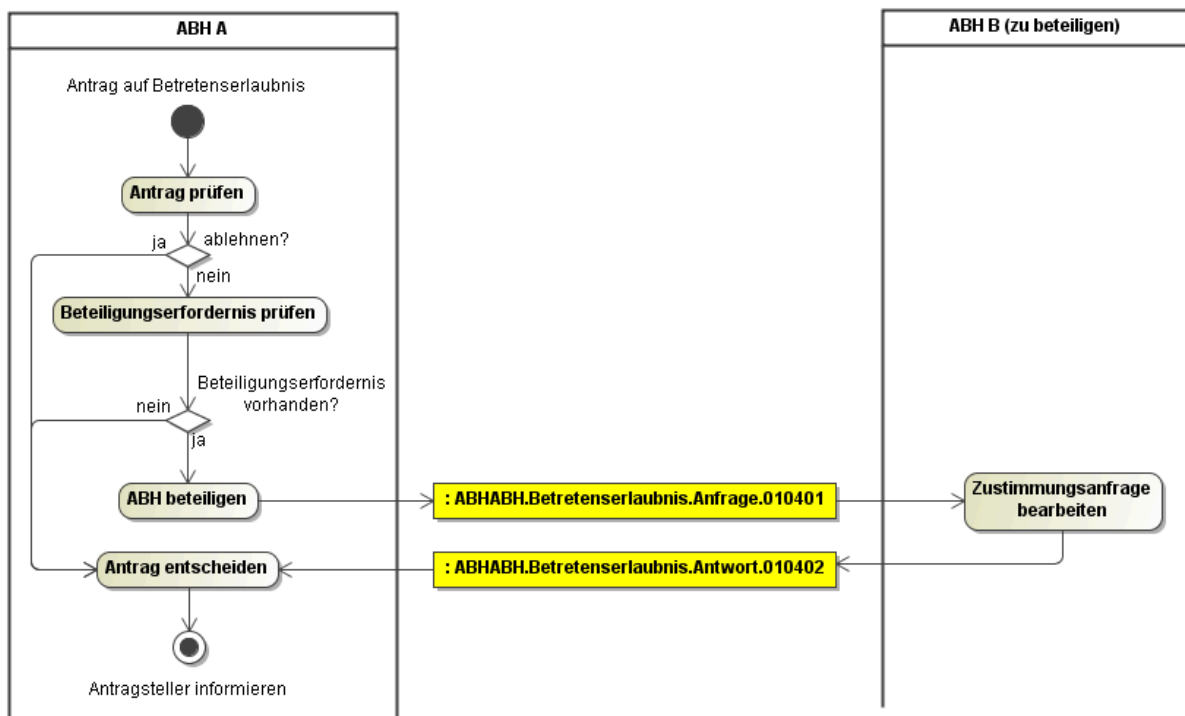 ABH A
ABH B (zu beteiligen)
Antrag auf Betretenserlaubnis
Antrag prüfen
ja
ablehnen?
nein
Beteiligungserfordernis prüfen
Beteiligungserfordernis
vorhanden?
nein
ja
ABH beteiligen
: ABHABH.Betretenserlaubnis.Anfrage.010401
Zustimmungsanfrage
bearbeiten
Antrag entscheiden
: ABHABH.Betretenserlaubnis.Antwort.010402
Antragsteller informieren